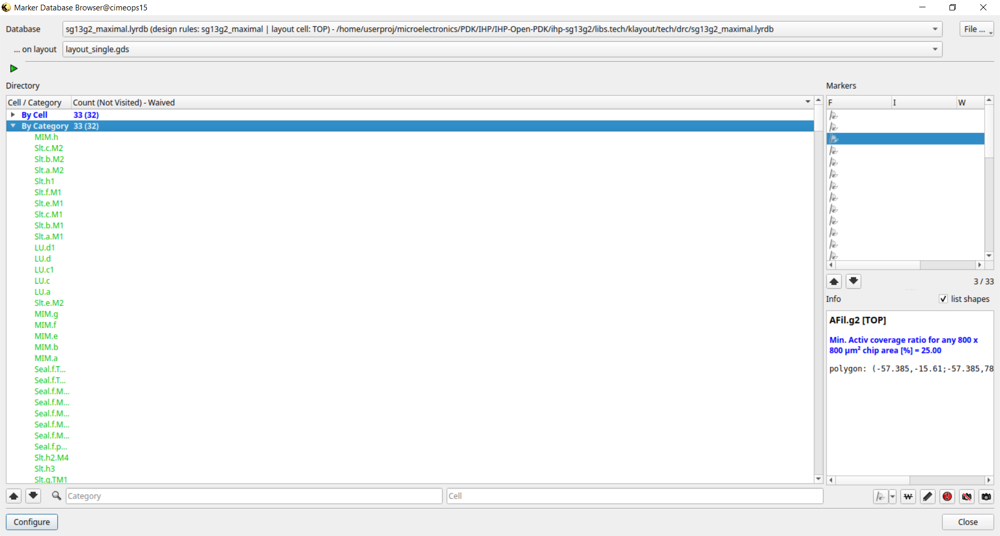 Marker Database Browser@cimeops15
Database
sg13g2_maximal.lyrdb (design rules: sg13g2_maximal | layout cell: TOP) - /home/userproj/microelectronics/PDK/IHP/IHP-Open-PDK/ihp-sg13g2/libs.tech/klayout/tech/drc/sg13g2_maximal.lyrdb
File ...
... on layout
layout_single.gds
Directory
Cell / Category Count (Not Visited) - Waived
By Cell 33 (32)
By Category 33 (32)
MIM.h
Slt.c.M2
Slt.b.M2
Slt.a.M2
Slt.h1
Slt.f.M1
Slt.e.M1
Slt.c.M1
Slt.b.M1
Slt.a.M1
LU.d1
LU.d
LU.c1
LU.c
LU.a
Slt.e.M2
MIM.g
MIM.f
MIM.e
MIM.b
MIM.a
Seal.f.T...
Seal.f.T...
Seal.f.M...
Seal.f.M...
Seal.f.M...
Seal.f.M...
Seal.f.M...
Seal.f.p...
Slt.h2.M4
Slt.h3
Slt.g.TM1
Category
Cell
Markers
F I W
3 / 33
Info
list shapes
AFil.g2 [TOP]
Min. Activ coverage ratio for any 800 x
800 µm² chip area [%] = 25.00
polygon: (-57.385,-15.61;-57.385,78
Configure
Close